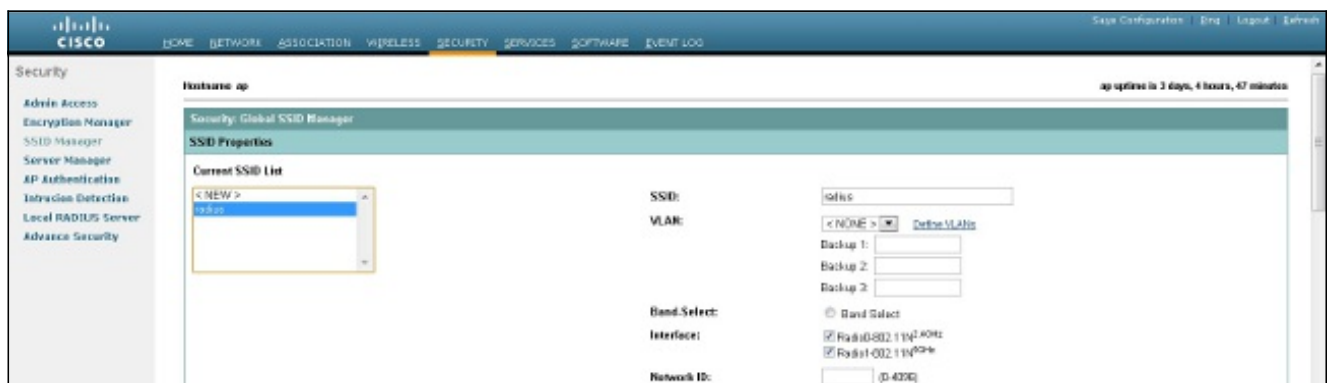 Save Configuration | Ping | Logout | Refresh
CISCO
HOME NETWORK ASSOCIATION WIRELESS SECURITY SERVICES SOFTWARE EVENT LOG
Security
Admin Access
Encryption Manager
SSID Manager
Server Manager
AP Authentication
Intrusion Detection
Local RADIUS Server
Advance Security
Hostname ap
ap uptime is 3 days, 4 hours, 47 minutes
Security: Global SSID Manager
SSID Properties
Current SSID List
< NEW >
radius
SSID: radius
VLAN: < NONE > Define VLANs
Backup 1:
Backup 2:
Backup 3:
Band-Select: Band Select
Interface: Radio0-802.11N2.4GHz
Radio1-802.11N5GHz
Network ID: (0-4096)